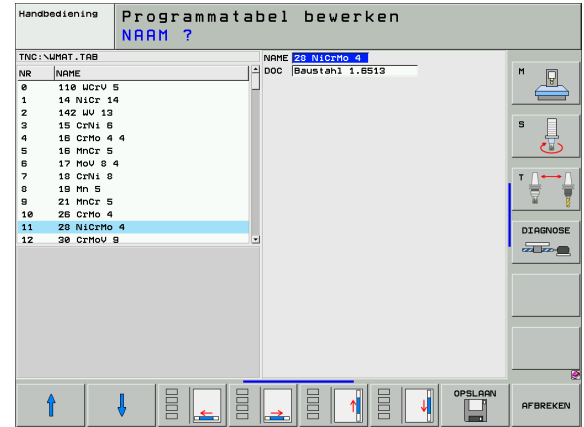 Handbediening
Programmatabel bewerken
NAAM ?
TNC:\WMAT.TAB
NR NAME
0 110 WCrV 5
1 14 NiCr 14
2 142 WV 13
3 15 CrNi 6
4 16 CrMo 4 4
5 16 MnCr 5
6 17 MoV 8 4
7 18 CrNi 8
8 19 Mn 5
9 21 MnCr 5
10 26 CrMo 4
11 28 NiCrMo 4
12 30 CrMoV 9
NAME 28 NiCrMo 4
DOC Baustahl 1.6513
M
S
T
DIAGNOSE
OPSLAAN
AFBREKEN